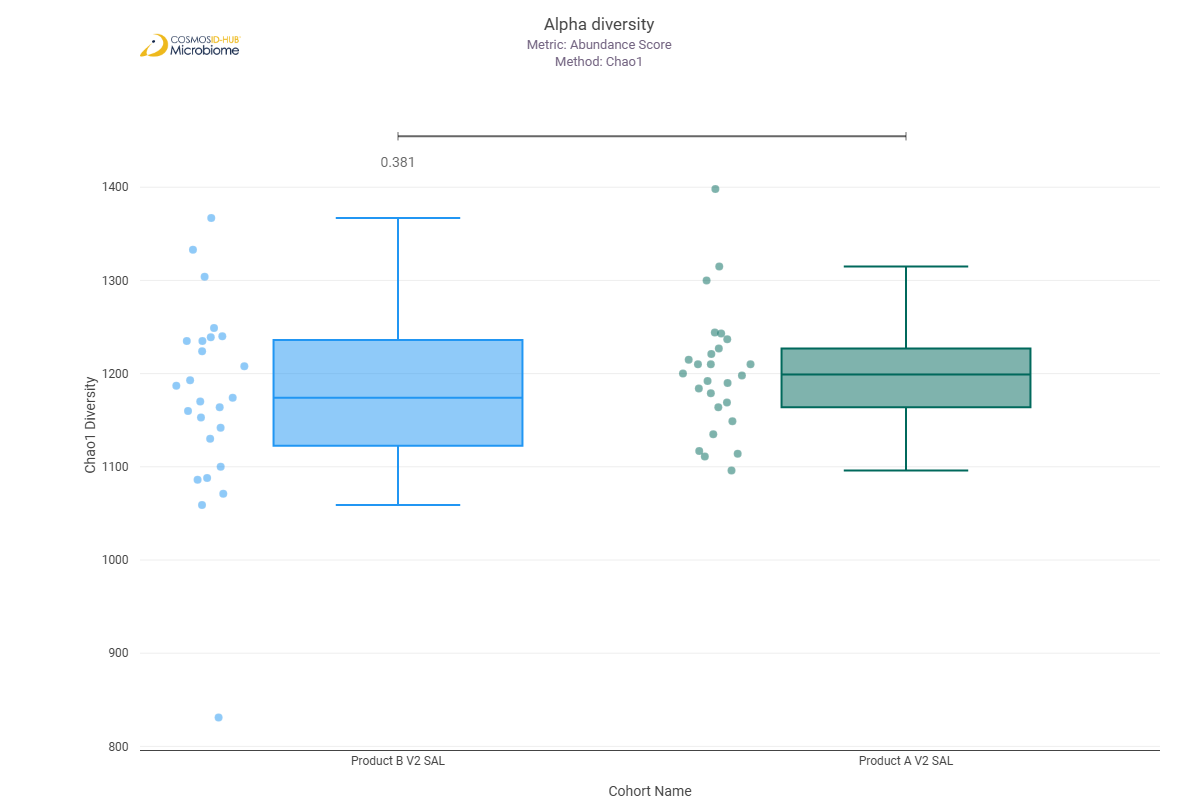 Alpha diversity
Metric: Abundance Score
Method: Chao1
COSMOSID-HUB
Microbiome
0.381
1400
1300
1200
1100
1000
900
800
Chao1 Diversity
Product B V2 SAL
Product A V2 SAL
Cohort Name